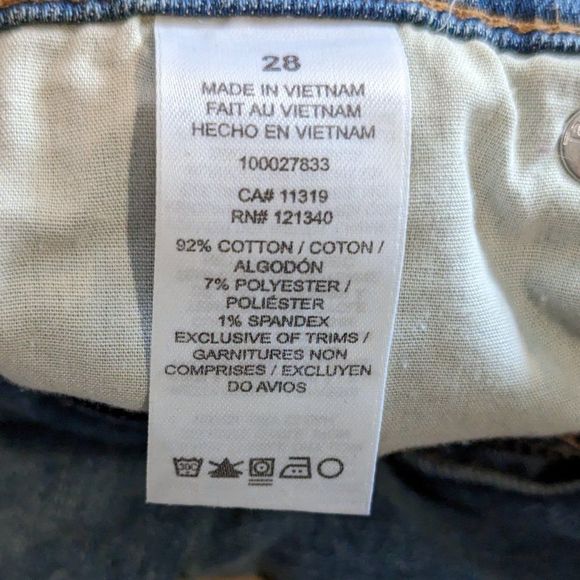 28
MADE IN VIETNAM
FAIT AU VIETNAM
HECHO EN VIETNAM
100027833
CA# 11319
RN# 121340
92% COTTON / COTON /
ALGODÓN
7% POLYESTER /
POLIÉSTER
1% SPANDEX
EXCLUSIVE OF TRIMS /
GARNITURES NON
COMPRISES / EXCLUYEN
DO AVIOS
30C